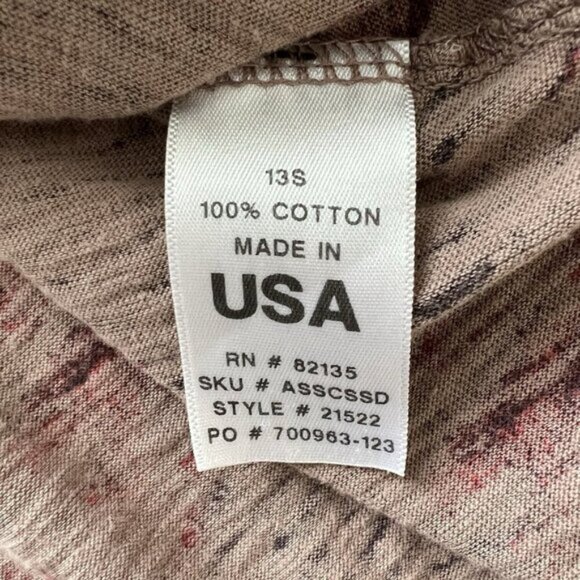 13S
100% COTTON
MADE IN
USA
RN # 82135
SKU # ASSCSSD
STYLE # 21522
PO # 700963-123